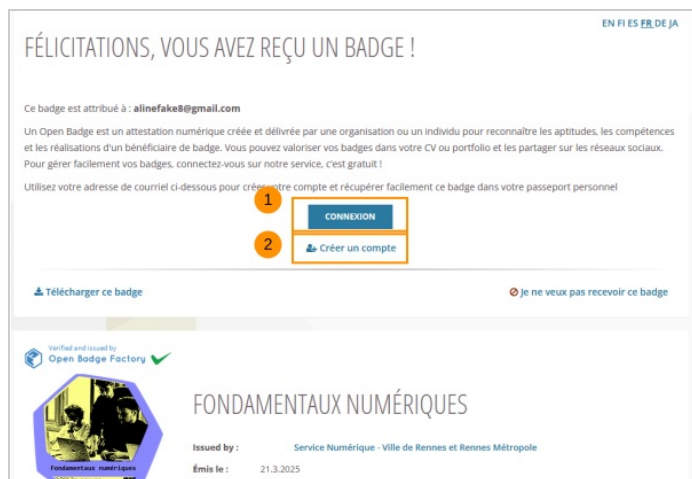 EN FI ES FR DE JA
FÉLICITATIONS, VOUS AVEZ REÇU UN BADGE !
Ce badge est attribué à : alinefake8@gmail.com
Un Open Badge est un attestation numérique créée et délivrée par une organisation ou un individu pour reconnaître les aptitudes, les compétences
et les réalisations d'un bénéficiaire de badge. Vous pouvez valoriser vos badges dans votre CV ou portfolio et les partager sur les réseaux sociaux.
Pour gérer facilement vos badges, connectez-vous sur notre service, c'est gratuit !
Utilisez votre adresse de courriel ci-dessous pour créer votre compte et récupérer facilement ce badge dans votre passeport personnel
1
CONNEXION
2
Créer un compte
Télécharger ce badge
Je ne veux pas recevoir ce badge
Verified and issued by
Open Badge Factory
FONDAMENTAUX NUMÉRIQUES
Issued by : Service Numérique - Ville de Rennes et Rennes Métropole
Fondamentaux numériques
Émis le : 21.3.2025